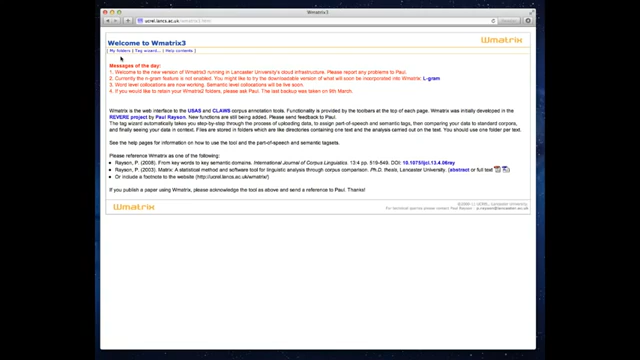 Wmatrix3
ucrel.lancs.ac.uk/wmatrix3.html
Welcome to Wmatrix3
Wmatrix
[ My folders | Tag wizard... | Help contents ]
Messages of the day:
1. Welcome to the new version of Wmatrix3 running in Lancaster University's cloud infrastructure. Please report any problems to Paul.
2. Currently the n-gram feature is not enabled. You might like to try the downloadable version of what will soon be incorporated into Wmatrix: L-gram
3. Word level collocations are now working. Semantic level collocations will be live soon.
4. If you would like to retain your Wmatrix2 folders, please ask Paul. The last backup was taken on 9th March.
Wmatrix is the web interface to the USAS and CLAWS corpus annotation tools. Functionality is provided by the toolbars at the top of each page. Wmatrix was initially developed in
the REVERE project by Paul Rayson. New functions are still being added. Please send feedback to Paul.
The tag wizard automatically takes you step-by-step through the process of uploading data, to assign part-of-speech and semantic tags, then comparing your data to standard corpora,
and finally seeing your data in context. Files are stored in folders which are like directories containing one text and the analysis carried out on the text. You should use one folder per text.
See the help pages for information on how to use the tool and the part-of-speech and semantic tagsets.
Please reference Wmatrix as one of the following:
• Rayson, P. (2008). From key words to key semantic domains. International Journal of Corpus Linguistics. 13:4 pp. 519-549. DOI: 10.1075/ijcl.13.4.06ray
• Rayson, P. (2003). Matrix: A statistical method and software tool for linguistic analysis through corpus comparison. Ph.D. thesis, Lancaster University. (abstract or full text
• Or include a footnote to the website (http://ucrel.lancs.ac.uk/wmatrix/)
If you publish a paper using Wmatrix, please acknowledge the tool as above and send a reference to Paul. Thanks!
Wmatrix